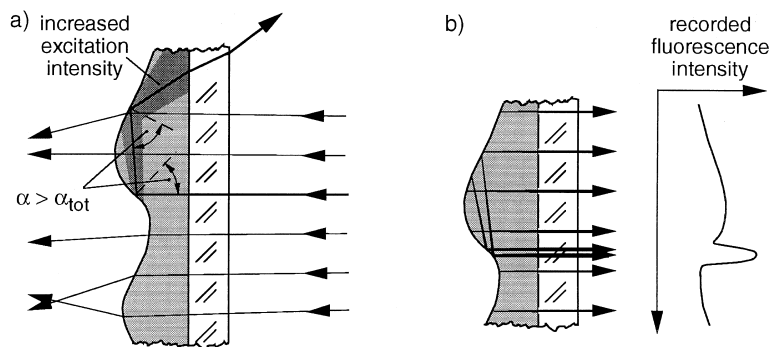 a)
increased
excitation
intensity
α > αtot
b)
recorded
fluorescence
intensity